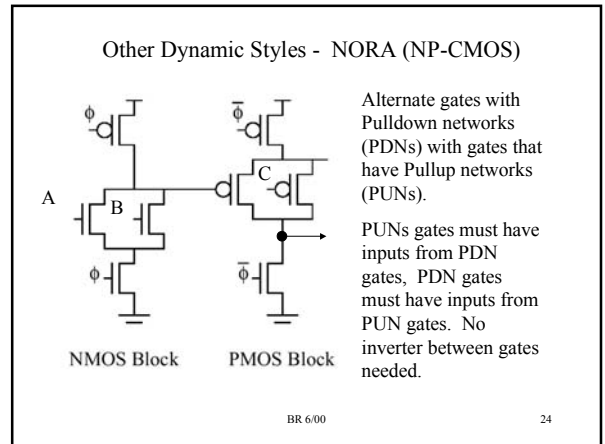 Other Dynamic Styles - NORA (NP-CMOS)
ϕ
ϕ̅
A
B
C
ϕ
ϕ̅
NMOS Block
PMOS Block
Alternate gates with
Pulldown networks
(PDNs) with gates that
have Pullup networks
(PUNs).
PUNs gates must have
inputs from PDN
gates, PDN gates
must have inputs from
PUN gates. No
inverter between gates
needed.
BR 6/00
24